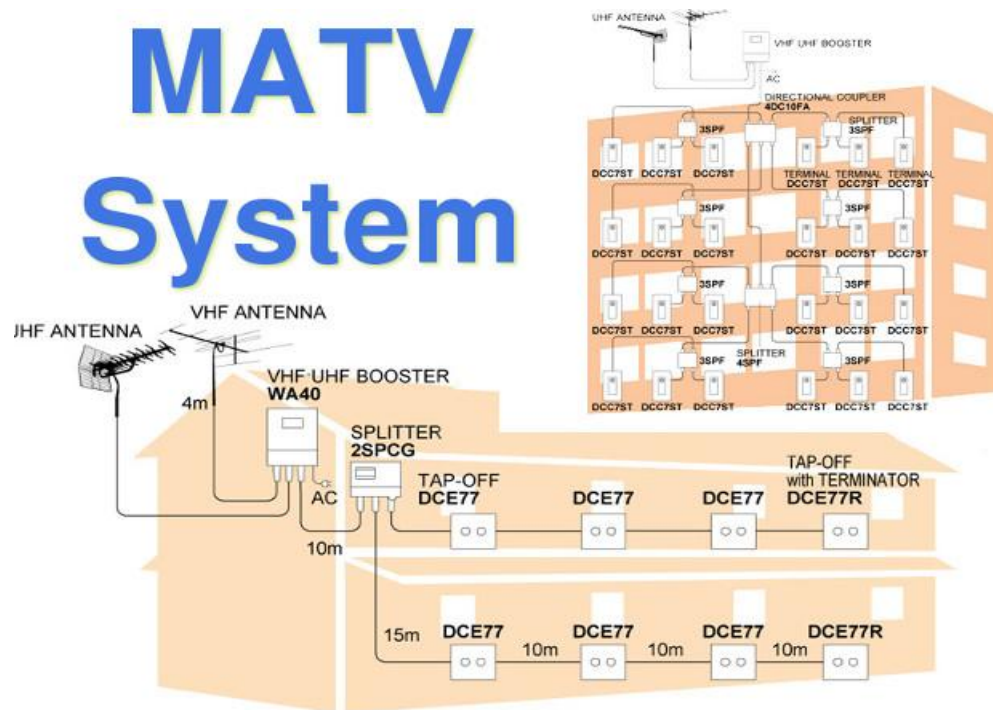 MATV
System
UHF ANTENNA
VHF UHF BOOSTER
AC
DIRECTIONAL COUPLER
4DC10FA
3SPF
SPLITTER
3SPF
DCC7ST DCC7ST DCC7ST
TERMINAL TERMINAL TERMINAL
DCC7ST DCC7ST DCC7ST
3SPF 3SPF
DCC7ST DCC7ST DCC7ST DCC7ST DCC7ST DCC7ST
3SPF 3SPF
DCC7ST DCC7ST DCC7ST DCC7ST DCC7ST DCC7ST
3SPF
SPLITTER
4SPF
3SPF
DCC7ST DCC7ST DCC7ST DCC7ST DCC7ST DCC7ST
UHF ANTENNA
VHF ANTENNA
4m
VHF UHF BOOSTER
WA40
SPLITTER
2SPCG
AC
10m
TAP-OFF
DCE77 DCE77 DCE77
TAP-OFF
with TERMINATOR
DCE77R
15m
DCE77 DCE77 DCE77 DCE77R
10m 10m 10m